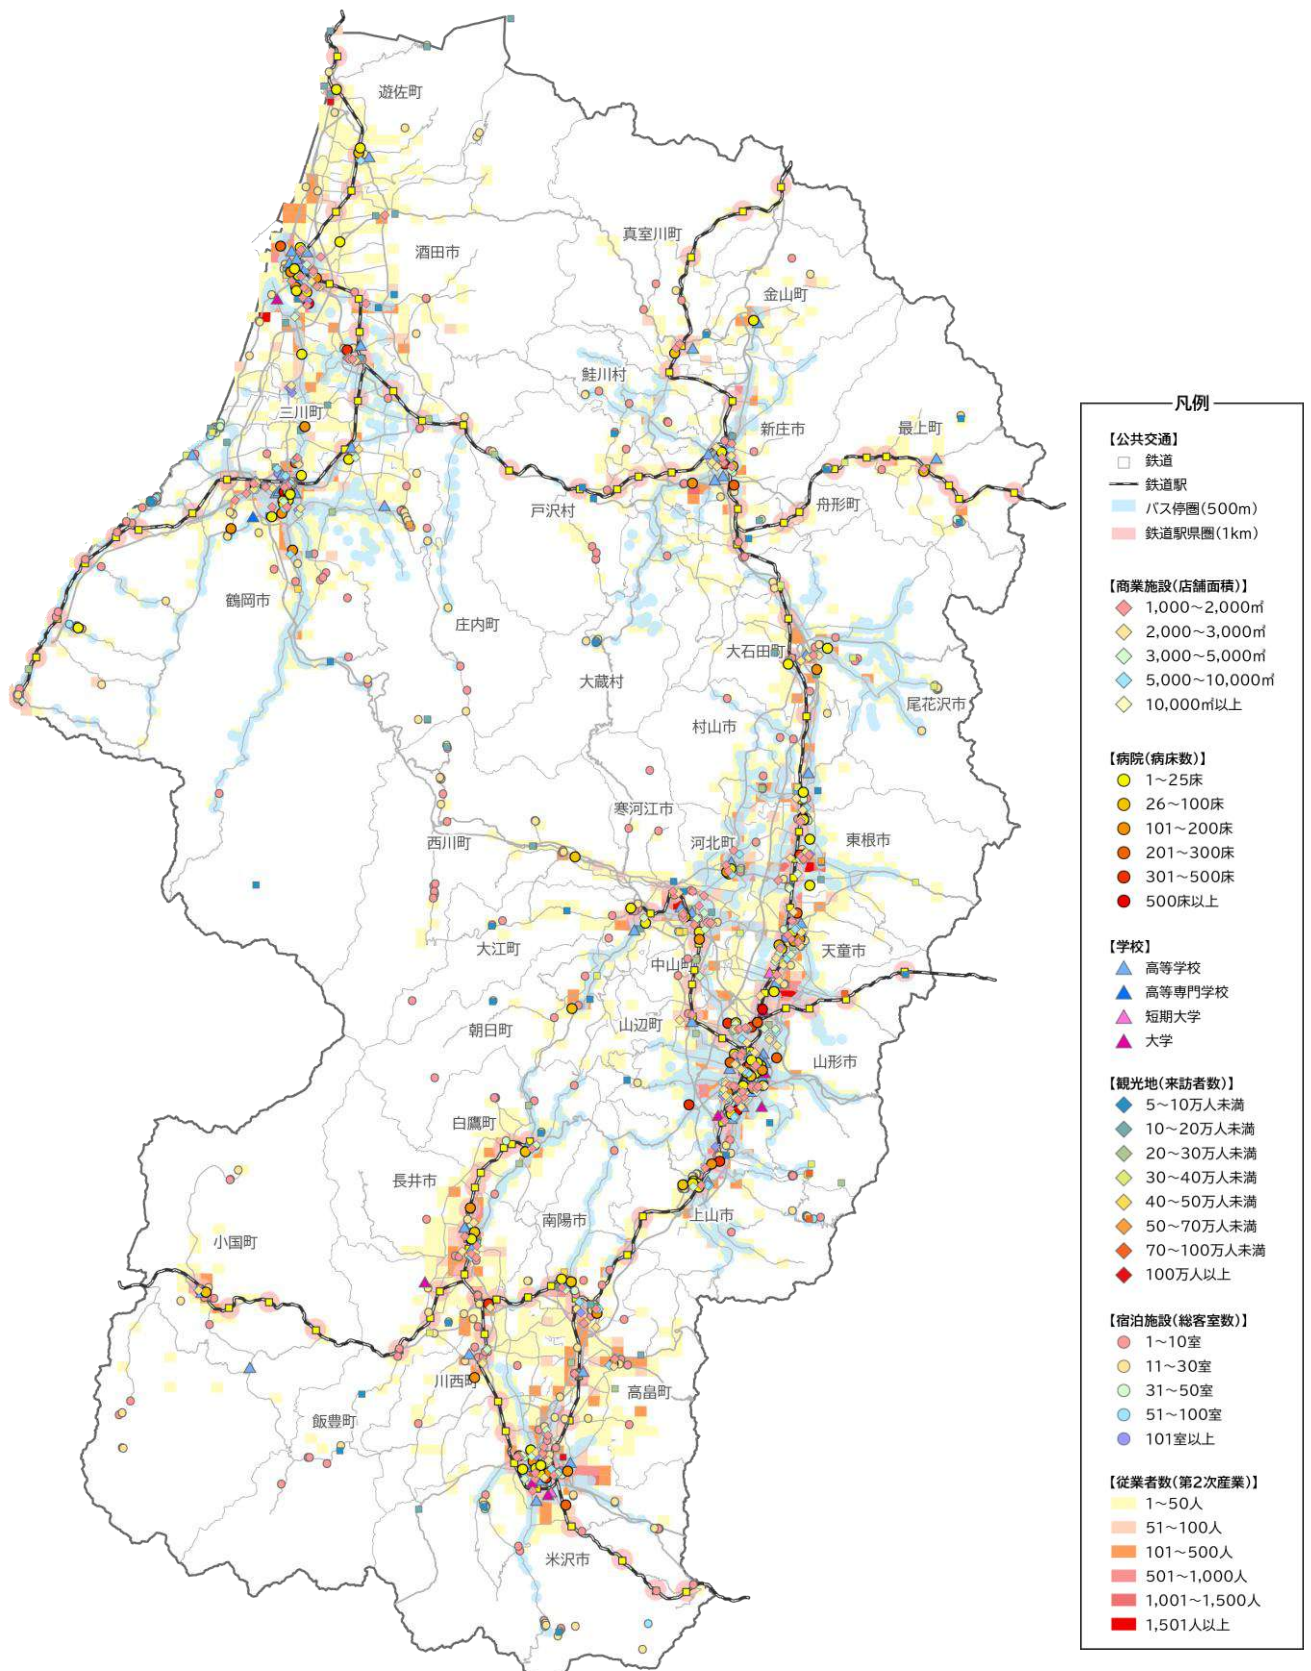 遊佐町
酒田市
真室川町
金山町
鮭川村
最上町
三川町
新庄市
戸沢村
舟形町
鶴岡市
庄内町
大石田町
大蔵村
尾花沢市
村山市
寒河江市
西川町
河北町
東根市
大江町
天童市
中山町
朝日町
山辺町
山形市
白鷹町
長井市
南陽市
上山市
小国町
川西町
高畠町
飯豊町
米沢市
凡例
【公共交通】
鉄道
鉄道駅
バス停圏(500m)
鉄道駅県圏(1km)
【商業施設(店舗面積)】
1,000～2,000㎡
2,000～3,000㎡
3,000～5,000㎡
5,000～10,000㎡
10,000㎡以上
【病院(病床数)】
1～25床
26～100床
101～200床
201～300床
301～500床
500床以上
【学校】
高等学校
高等専門学校
短期大学
大学
【観光地(来訪者数)】
5～10万人未満
10～20万人未満
20～30万人未満
30～40万人未満
40～50万人未満
50～70万人未満
70～100万人未満
100万人以上
【宿泊施設(総客室数)】
1～10室
11～30室
31～50室
51～100室
101室以上
【従業者数(第2次産業)】
1～50人
51～100人
101～500人
501～1,000人
1,001～1,500人
1,501人以上